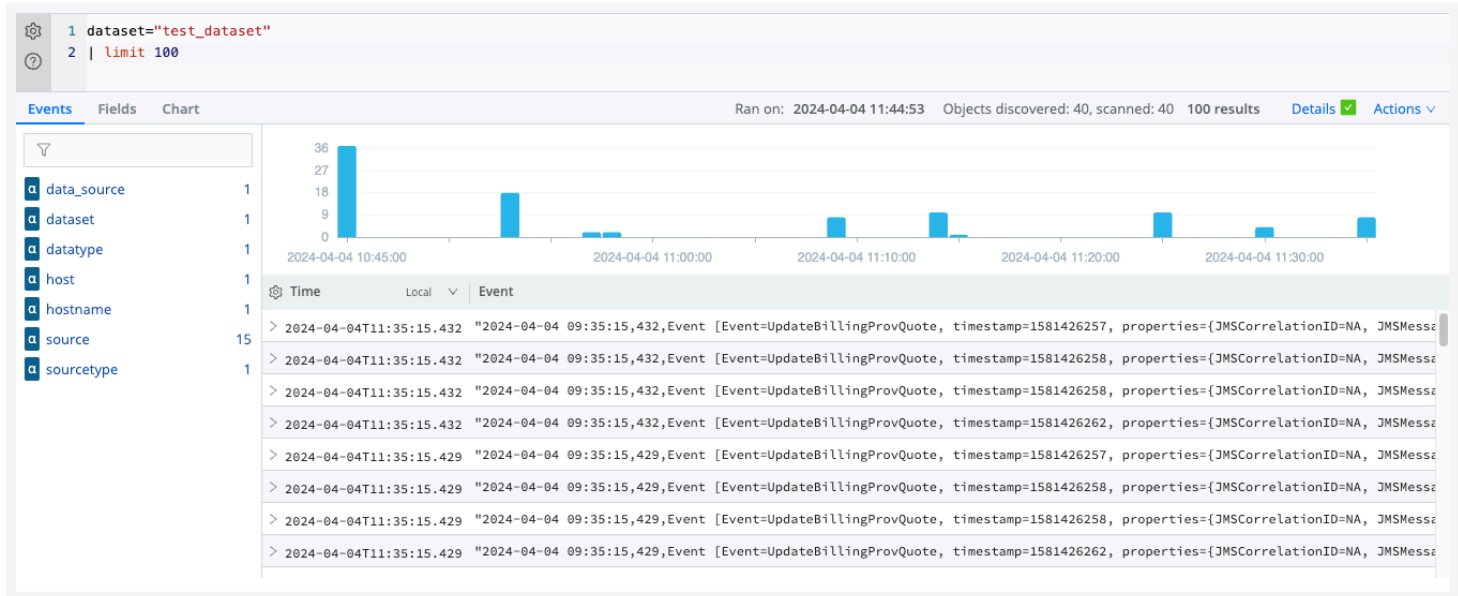 1 dataset="test_dataset"
2 | limit 100
Events Fields Chart Ran on: 2024-04-04 11:44:53 Objects discovered: 40, scanned: 40 100 results Details Actions
α data_source 1
α dataset 1
α datatype 1
α host 1
α hostname 1
α source 15
α sourcetype 1
36
27
18
9
0
2024-04-04 10:45:00 2024-04-04 11:00:00 2024-04-04 11:10:00 2024-04-04 11:20:00 2024-04-04 11:30:00
Time Local Event
> 2024-04-04T11:35:15.432 "2024-04-04 09:35:15,432,Event [Event=UpdateBillingProvQuote, timestamp=1581426257, properties={JMSCorrelationID=NA, JMSMessa
> 2024-04-04T11:35:15.432 "2024-04-04 09:35:15,432,Event [Event=UpdateBillingProvQuote, timestamp=1581426258, properties={JMSCorrelationID=NA, JMSMessa
> 2024-04-04T11:35:15.432 "2024-04-04 09:35:15,432,Event [Event=UpdateBillingProvQuote, timestamp=1581426258, properties={JMSCorrelationID=NA, JMSMessa
> 2024-04-04T11:35:15.432 "2024-04-04 09:35:15,432,Event [Event=UpdateBillingProvQuote, timestamp=1581426262, properties={JMSCorrelationID=NA, JMSMessa
> 2024-04-04T11:35:15.429 "2024-04-04 09:35:15,429,Event [Event=UpdateBillingProvQuote, timestamp=1581426257, properties={JMSCorrelationID=NA, JMSMessa
> 2024-04-04T11:35:15.429 "2024-04-04 09:35:15,429,Event [Event=UpdateBillingProvQuote, timestamp=1581426258, properties={JMSCorrelationID=NA, JMSMessa
> 2024-04-04T11:35:15.429 "2024-04-04 09:35:15,429,Event [Event=UpdateBillingProvQuote, timestamp=1581426258, properties={JMSCorrelationID=NA, JMSMessa
> 2024-04-04T11:35:15.429 "2024-04-04 09:35:15,429,Event [Event=UpdateBillingProvQuote, timestamp=1581426262, properties={JMSCorrelationID=NA, JMSMessa